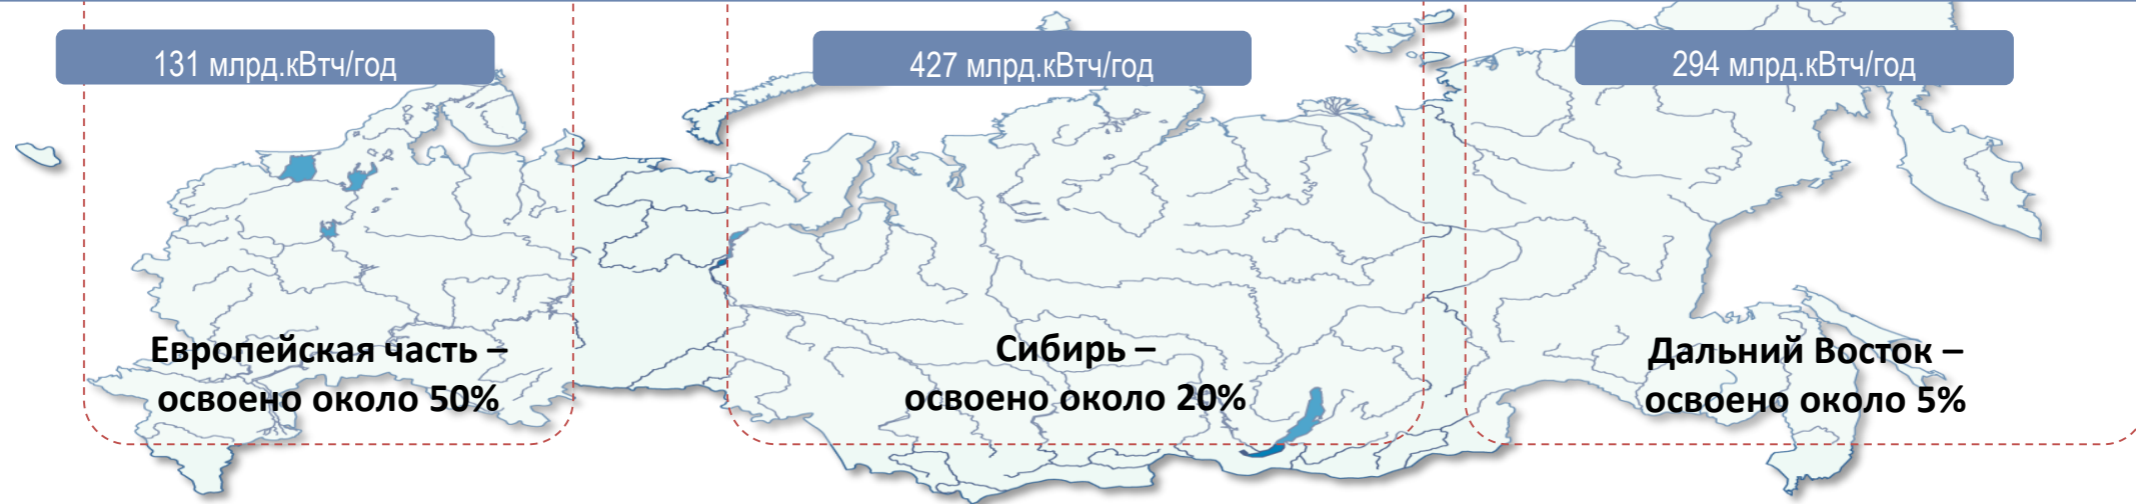 131 млрд.кВтч/год
427 млрд.кВтч/год
294 млрд.кВтч/год
Европейская часть –
освоено около 50%
Сибирь –
освоено около 20%
Дальний Восток –
освоено около 5%